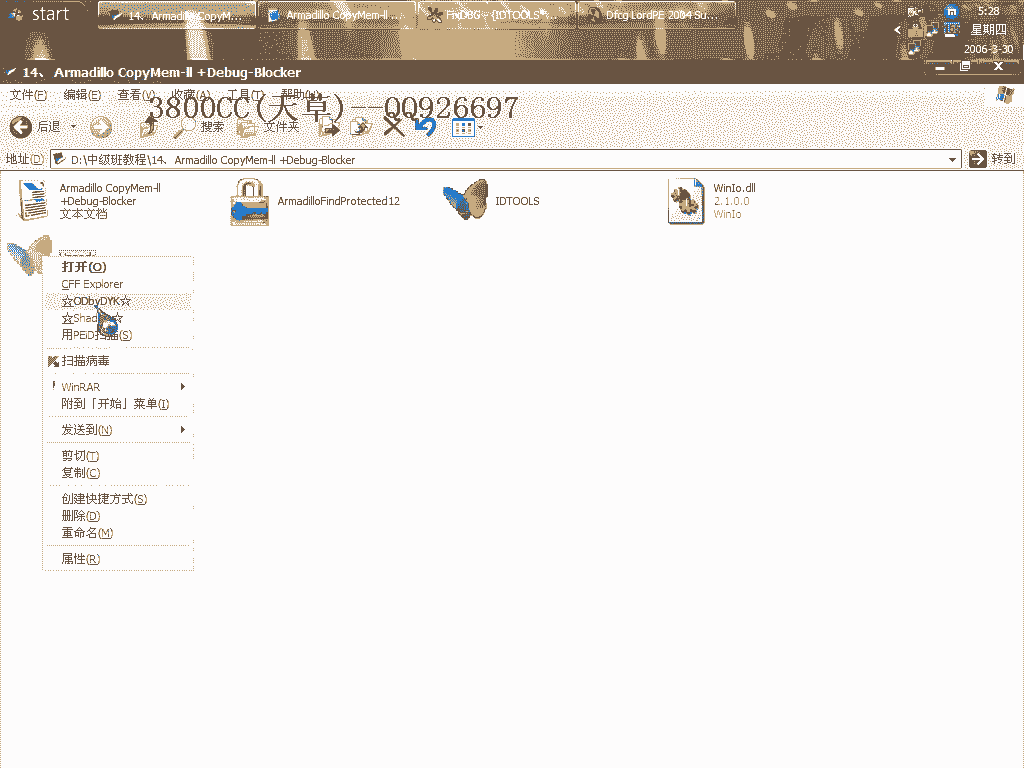 start
14、Armadillo CopyM...
Armadillo CopyMem-ll ...
FixDBG - {IDTOOLS*...
Dfcg LordPE 2004 Su...
5:28
星期四
2006-3-30
14、Armadillo CopyMem-ll +Debug-Blocker
文件(F) 编辑(E) 查看(V) 收藏(A) 工具(T) 帮助(H)
3800CC(天草)--QQ926697
后退 搜索 文件夹
地址(D) D:\中级班教程\14、Armadillo CopyMem-ll +Debug-Blocker 转到
Armadillo CopyMem-ll
+Debug-Blocker
文本文档
ArmadilloFindProtected12
IDTOOLS
WinIo.dll
2.1.0.0
WinIo
打开(O)
CFF Explorer
☆ODbyDYK☆
用PEiD扫描(S)
扫描病毒
WinRAR
附到「开始」菜单(I)
发送到(N)
剪切(T)
复制(C)
创建快捷方式(S)
删除(D)
重命名(M)
属性(R)